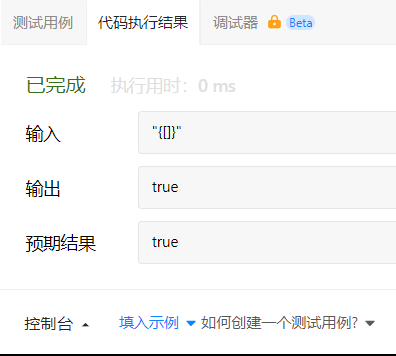 测试用例 代码执行结果 调试器 Beta
已完成 执行用时：0 ms
输入 "{[]}"
输出 true
预期结果 true
控制台 填入示例 如何创建一个测试用例?